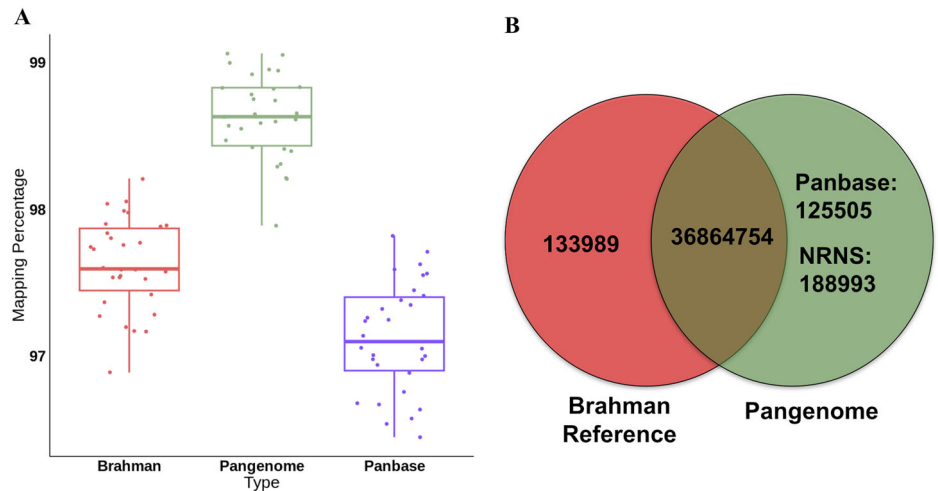 A
99
98
97
Mapping Percentage
Brahman Pangenome Panbase
Type
B
133989
36864754
Panbase:
125505
NRNS:
188993
Brahman
Reference
Pangenome